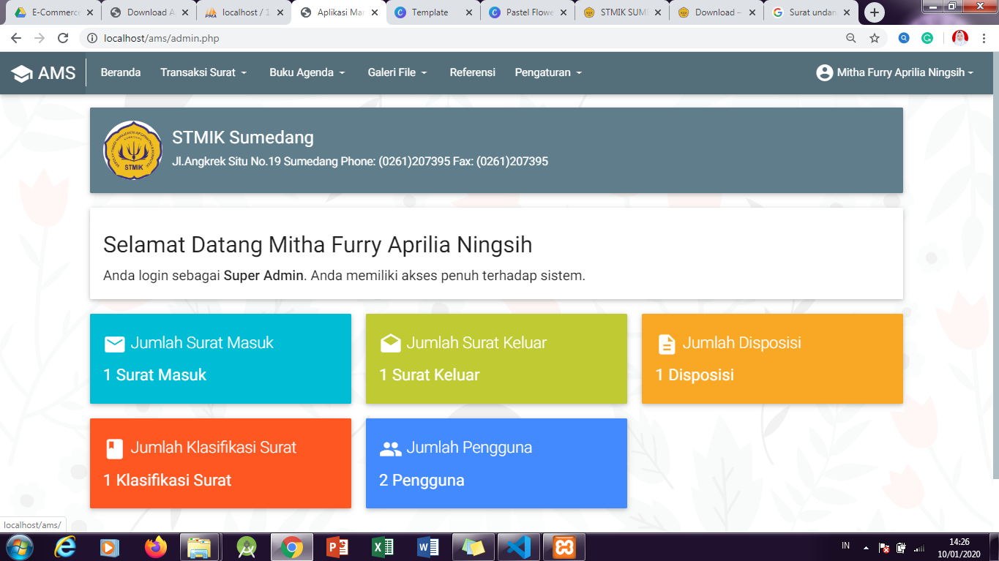 E-Commerce
Download A
localhost / 1
Aplikasi Man
Template
Pastel Flowe
STMIK SUM
Download –
Surat undan
localhost/ams/admin.php
AMS
Beranda
Transaksi Surat
Buku Agenda
Galeri File
Referensi
Pengaturan
Mitha Furry Aprilia Ningsih
STMIK Sumedang
Jl.Angkrek Situ No.19 Sumedang Phone: (0261)207395 Fax: (0261)207395
STMIK
Selamat Datang Mitha Furry Aprilia Ningsih
Anda login sebagai Super Admin. Anda memiliki akses penuh terhadap sistem.
Jumlah Surat Masuk
1 Surat Masuk
Jumlah Surat Keluar
1 Surat Keluar
Jumlah Disposisi
1 Disposisi
Jumlah Klasifikasi Surat
1 Klasifikasi Surat
Jumlah Pengguna
2 Pengguna
localhost/ams/
IN
14:26
10/01/2020